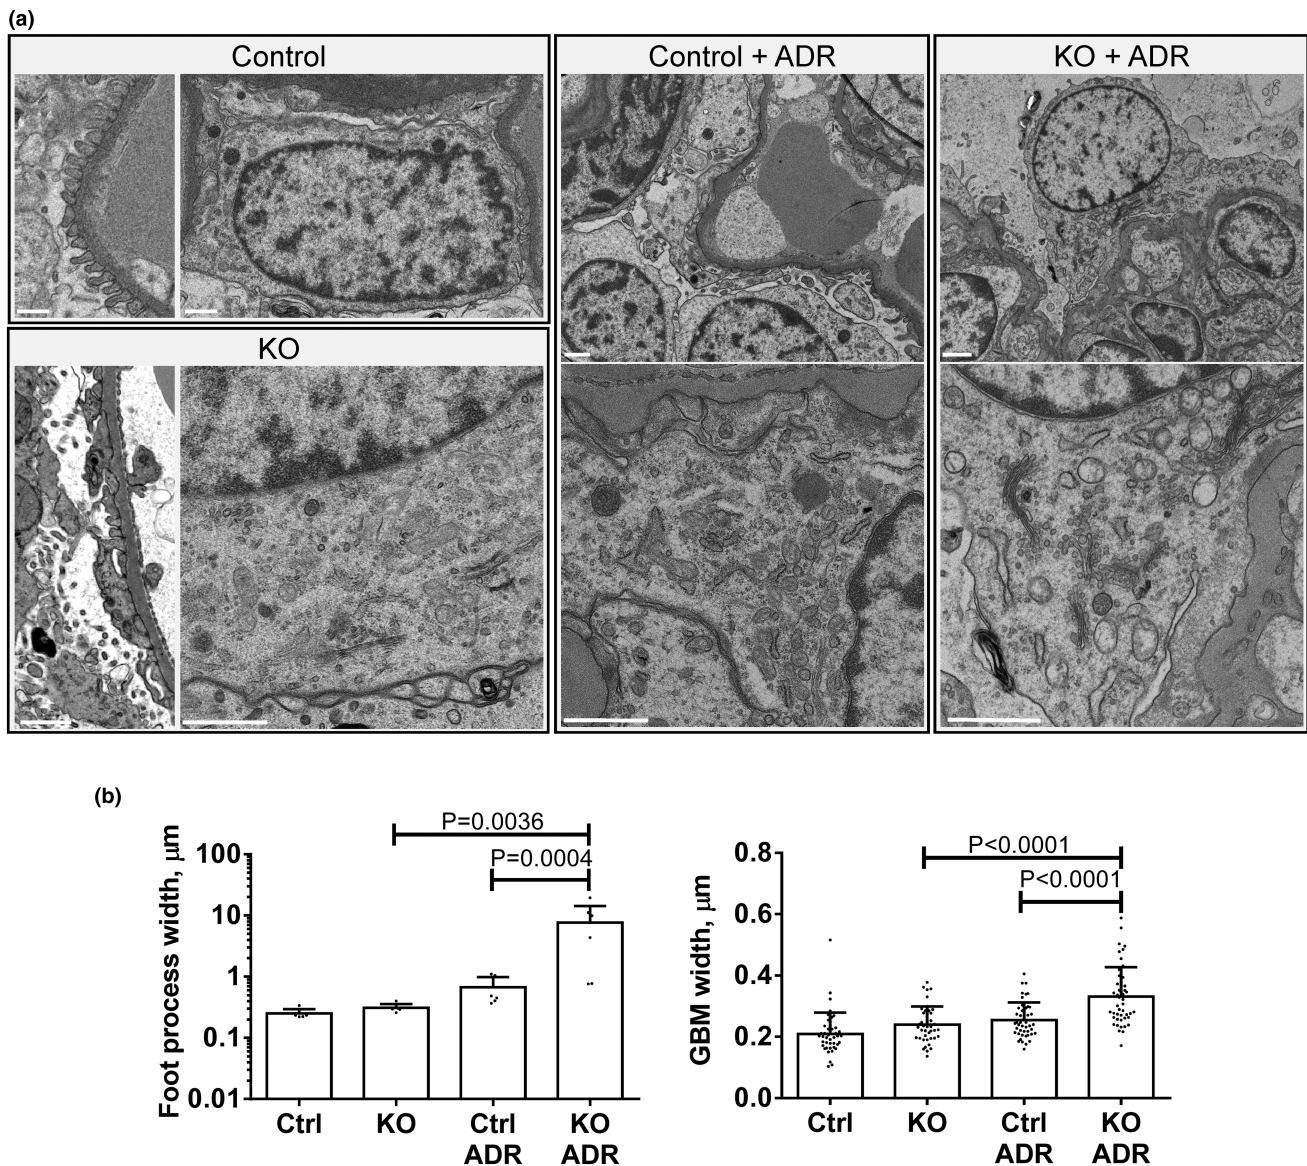 (a)
Control
Control + ADR
KO + ADR
KO
(b)
P=0.0036
P=0.0004
Foot process width, μm
100
10
1
0.1
0.01
Ctrl
KO
Ctrl
ADR
KO
ADR
P<0.0001
P<0.0001
GBM width, μm
0.8
0.6
0.4
0.2
0.0
Ctrl
KO
Ctrl
ADR
KO
ADR